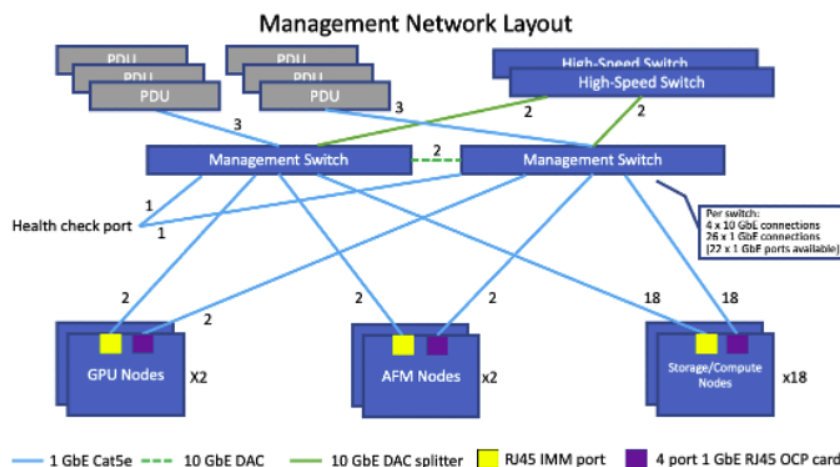 Management Network Layout
PDU
PDU
PDU
PDU
PDU
PDU
High-Speed Switch
High-Speed Switch
3
3
2
2
Management Switch
2
Management Switch
1
Health check port
1
Per switch:
4 x 10 GbE connections
26 x 1 GbE connections
(22 x 1 GbE ports available)
2
2
2
2
18
18
GPU Nodes
X2
AFM Nodes
x2
Storage/Compute
Nodes
x18
1 GbE Cat5e
10 GbE DAC
10 GbE DAC splitter
RJ45 IMM port
4 port 1 GbE RJ45 OCP card